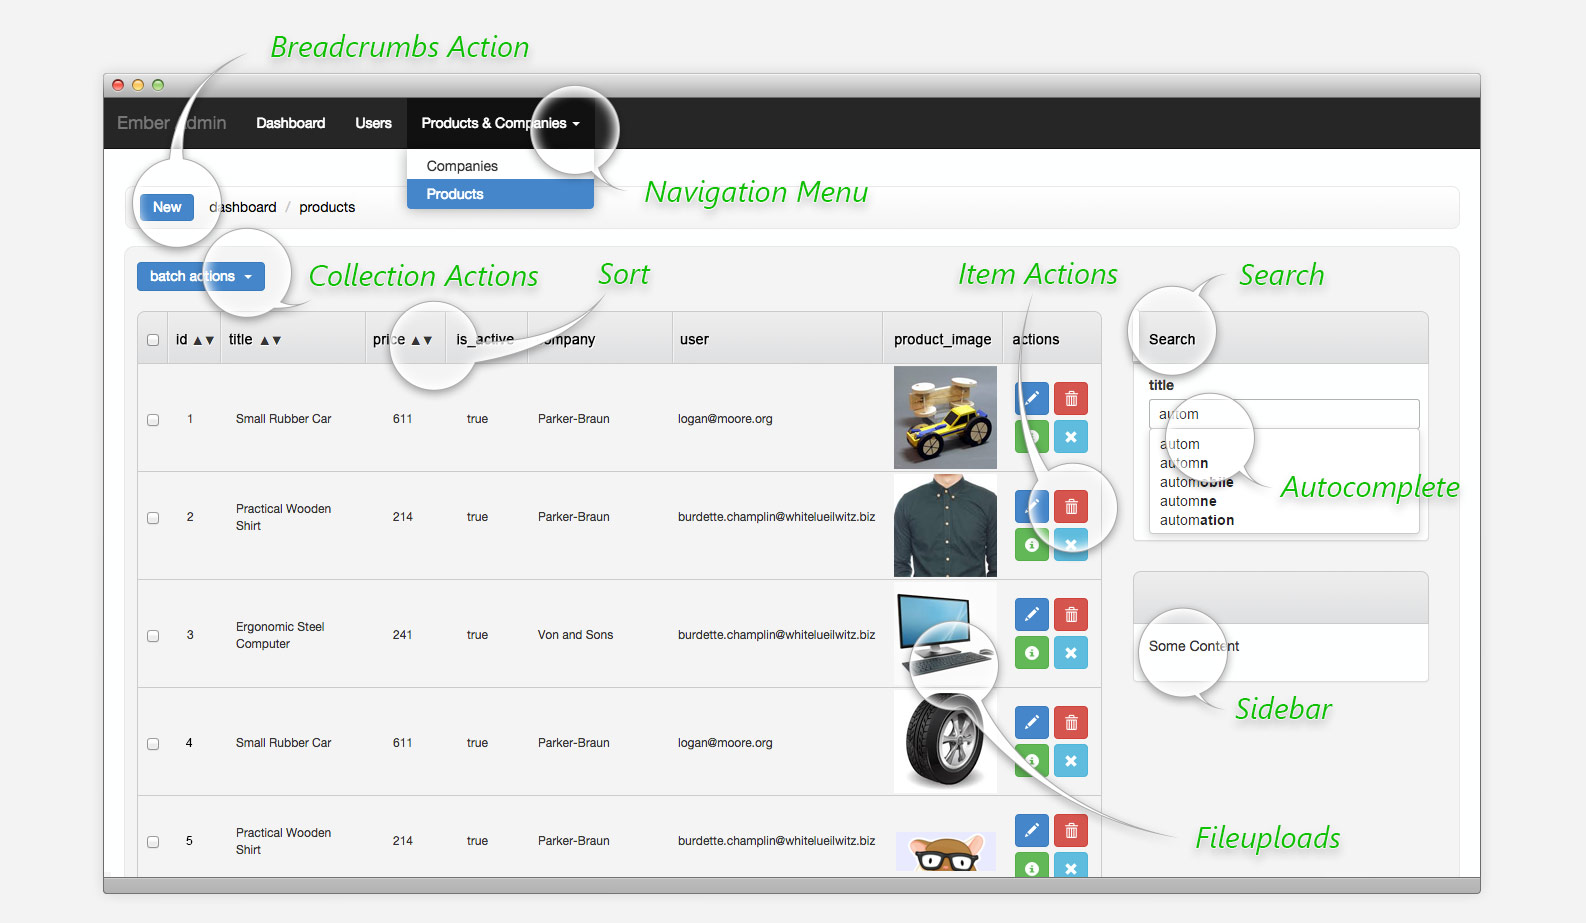 Breadcrumbs Action
Ember Admin Dashboard Users Products & Companies
Companies
Products
Navigation Menu
New dashboard / products
batch actions
Collection Actions
Sort
Item Actions
Search
id ▲▼ title ▲▼ price ▲▼ is_active company user product_image actions
Search
1 Small Rubber Car 611 true Parker-Braun logan@moore.org
2 Practical Wooden
Shirt 214 true Parker-Braun burdette.champlin@whitelueilwitz.biz
3 Ergonomic Steel
Computer 241 true Von and Sons burdette.champlin@whitelueilwitz.biz
4 Small Rubber Car 611 true Parker-Braun logan@moore.org
5 Practical Wooden
Shirt 214 true Parker-Braun burdette.champlin@whitelueilwitz.biz
title
autom
autom
automn
automobile
automne
automation
Autocomplete
Some Content
Sidebar
Fileuploads